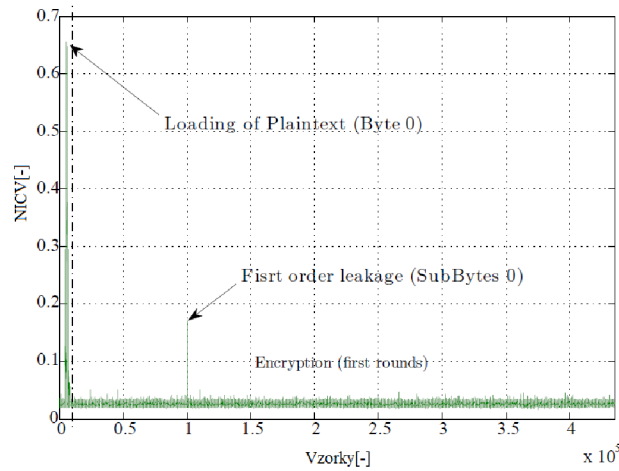 0.7
0.6
Loading of Plaintext (Byte 0)
0.5
NICV[-]
0.4
0.3
Fisrt order leakage (SubBytes 0)
0.2
0.1
Encryption (first rounds)
0
0 0.5 1 1.5 2 2.5 3 3.5 4
Vzorky[-]
x 10^5